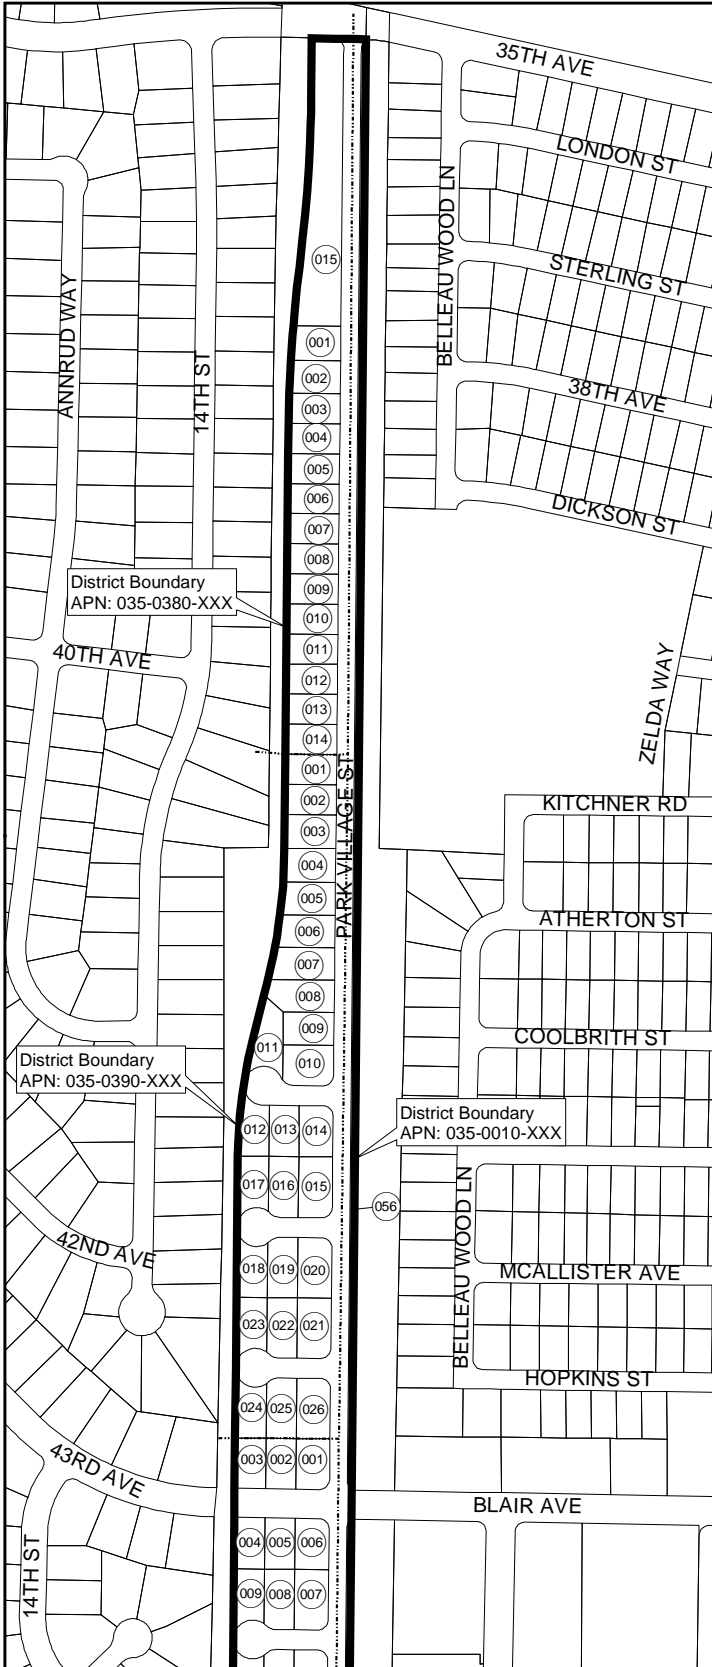 35TH AVE
LONDON ST
BELLEAU WOOD LN
015
STERLING ST
ANNRUD WAY
14TH ST
001
002
38TH AVE
003
004
005
006
DICKSON ST
007
008
District Boundary
APN: 035-0380-XXX
009
010
011
40TH AVE
012
ZELDA WAY
013
014
001
PARK VILLAGE ST
002
KITCHNER RD
003
004
005
006
ATHERTON ST
007
008
009
COOLBRITH ST
011
010
District Boundary
APN: 035-0390-XXX
District Boundary
APN: 035-0010-XXX
012
013
014
017
016
015
056
BELLEAU WOOD LN
42ND AVE
018
019
020
MCALLISTER AVE
023
022
021
HOPKINS ST
024
025
026
43RD AVE
003
002
001
BLAIR AVE
14TH ST
004
005
006
009
008
007